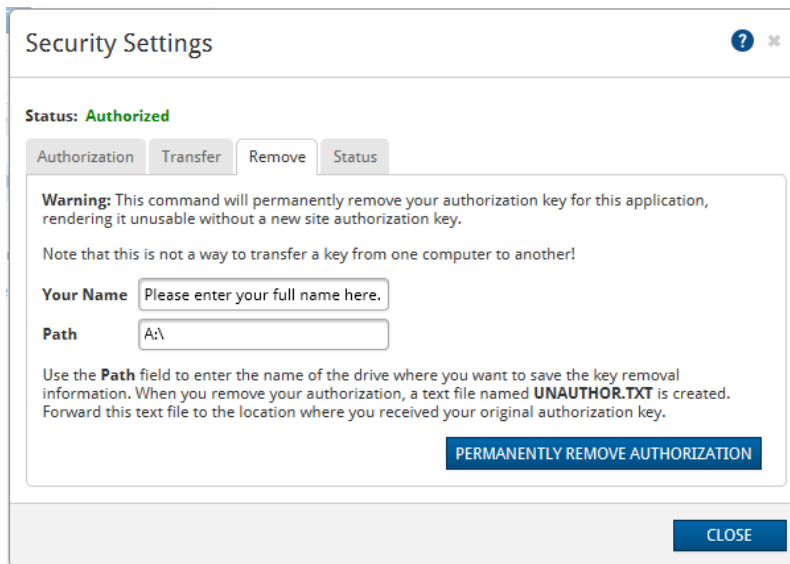 Security Settings
?
Status: Authorized
Authorization Transfer Remove Status
Warning: This command will permanently remove your authorization key for this application,
rendering it unusable without a new site authorization key.
Note that this is not a way to transfer a key from one computer to another!
Your Name Please enter your full name here.
Path A:\
Use the Path field to enter the name of the drive where you want to save the key removal
information. When you remove your authorization, a text file named UNAUTHOR.TXT is created.
Forward this text file to the location where you received your original authorization key.
PERMANENTLY REMOVE AUTHORIZATION
CLOSE